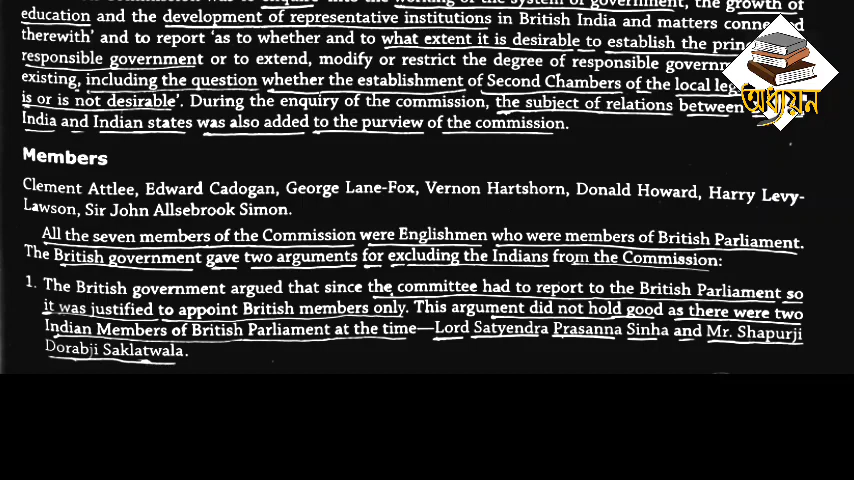 education and the development of representative institutions in British India and matters connected
therewith' and to report 'as to whether and to what extent it is desirable to establish the
responsible government or to extend, modify or restrict the degree of responsible
existing, including the question whether the establishment of Second Chambers of the local
is or is not desirable'. During the enquiry of the commission, the subject of relations between
India and Indian states was also added to the purview of the commission.
Members
Clement Attlee, Edward Cadogan, George Lane-Fox, Vernon Hartshorn, Donald Howard, Harry Levy-
Lawson, Sir John Allsebrook Simon.
All the seven members of the Commission were Englishmen who were members of British Parliament.
The British government gave two arguments for excluding the Indians from the Commission:
1. The British government argued that since the committee had to report to the British Parliament so
it was justified to appoint British members only. This argument did not hold good as there were two
Indian Members of British Parliament at the time—Lord Satyendra Prasanna Sinha and Mr. Shapurji
Dorabji Saklatwala.
অধ্যয়ন